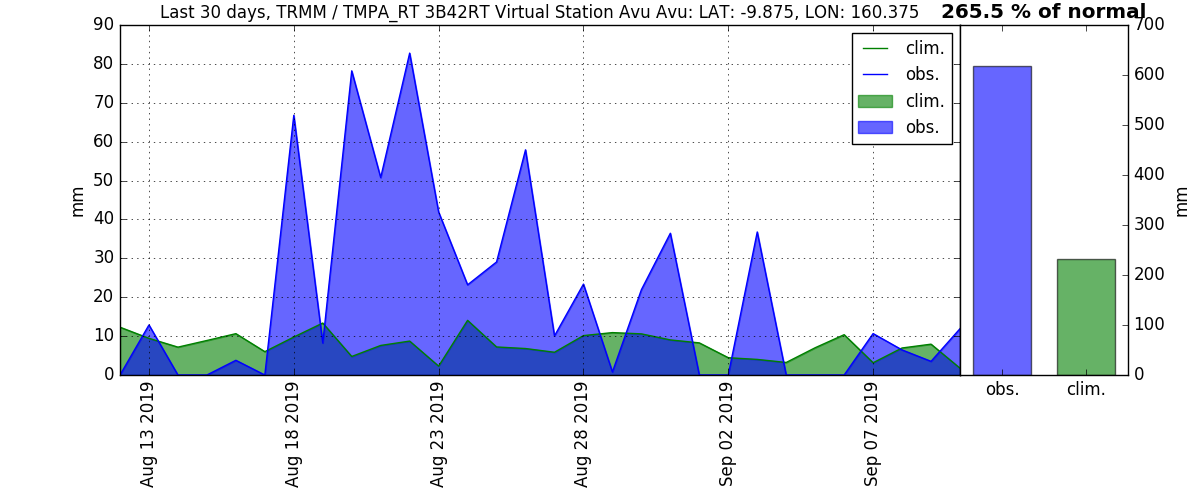 Last 30 days, TRMM / TMPA_RT 3B42RT Virtual Station Avu Avu: LAT: -9.875, LON: 160.375
265.5 % of normal
90
80
70
60
50
40
30
20
10
0
mm
clim.
obs.
clim.
obs.
Aug 13 2019
Aug 18 2019
Aug 23 2019
Aug 28 2019
Sep 02 2019
Sep 07 2019
700
600
500
400
300
200
100
0
mm
obs.
clim.